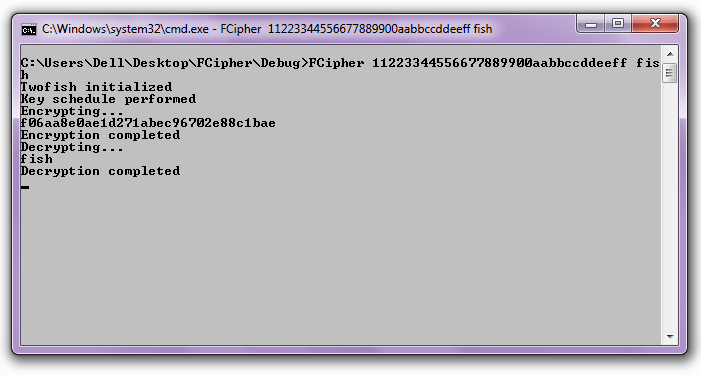 C:\Windows\system32\cmd.exe - FCipher 11223344556677889900aabbccddeeff fish
C:\Users\Dell\Desktop\FCipher\Debug>FCipher 11223344556677889900aabbccddeeff fis
h
Twofish initialized
Key schedule performed
Encrypting...
f06aa8e0ae1d271abec96702e88c1bae
Encryption completed
Decrypting...
fish
Decryption completed